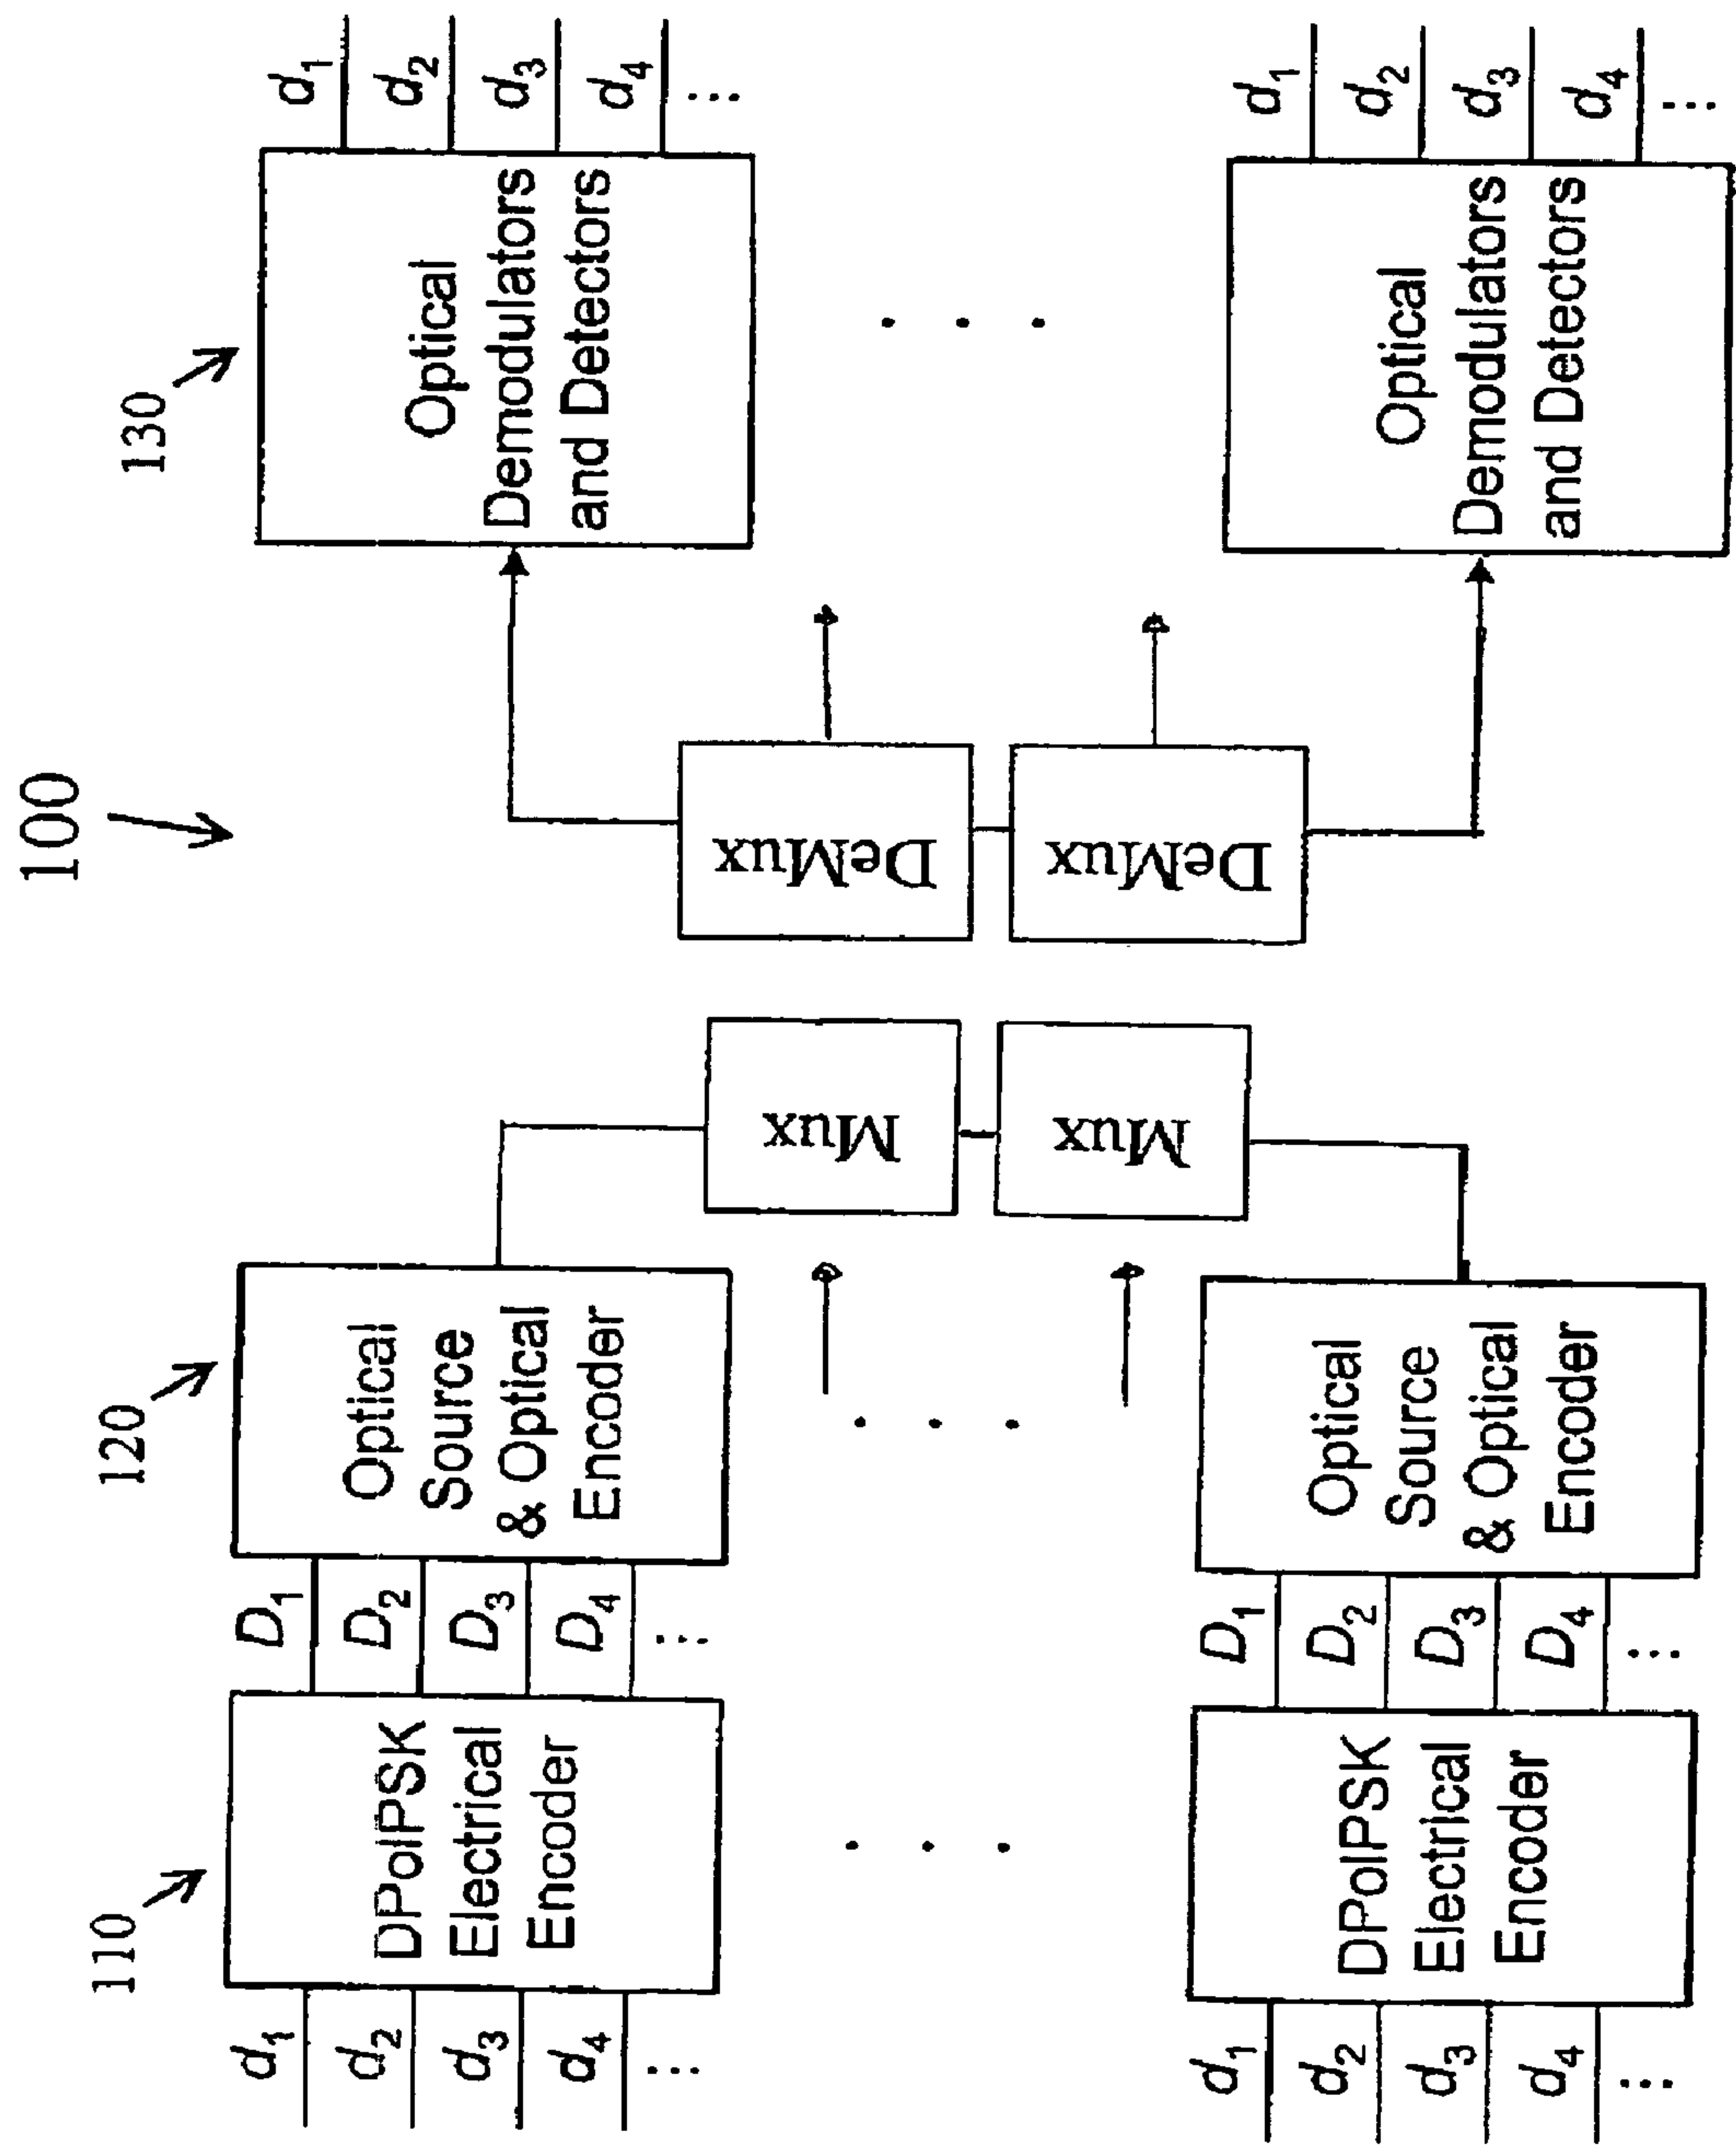 100
110
120
130
d1
d2
d3
d4
...
DPolPSK
Electrical
Encoder
D1
D2
D3
D4
...
Optical
Source
& Optical
Encoder
Mux
DeMux
Optical
Demodulators
and Detectors
d1
d2
d3
d4
...
. . .
. . .
. . .
d1
d2
d3
d4
...
DPolPSK
Electrical
Encoder
D1
D2
D3
D4
...
Optical
Source
& Optical
Encoder
Mux
DeMux
Optical
Demodulators
and Detectors
d1
d2
d3
d4
...